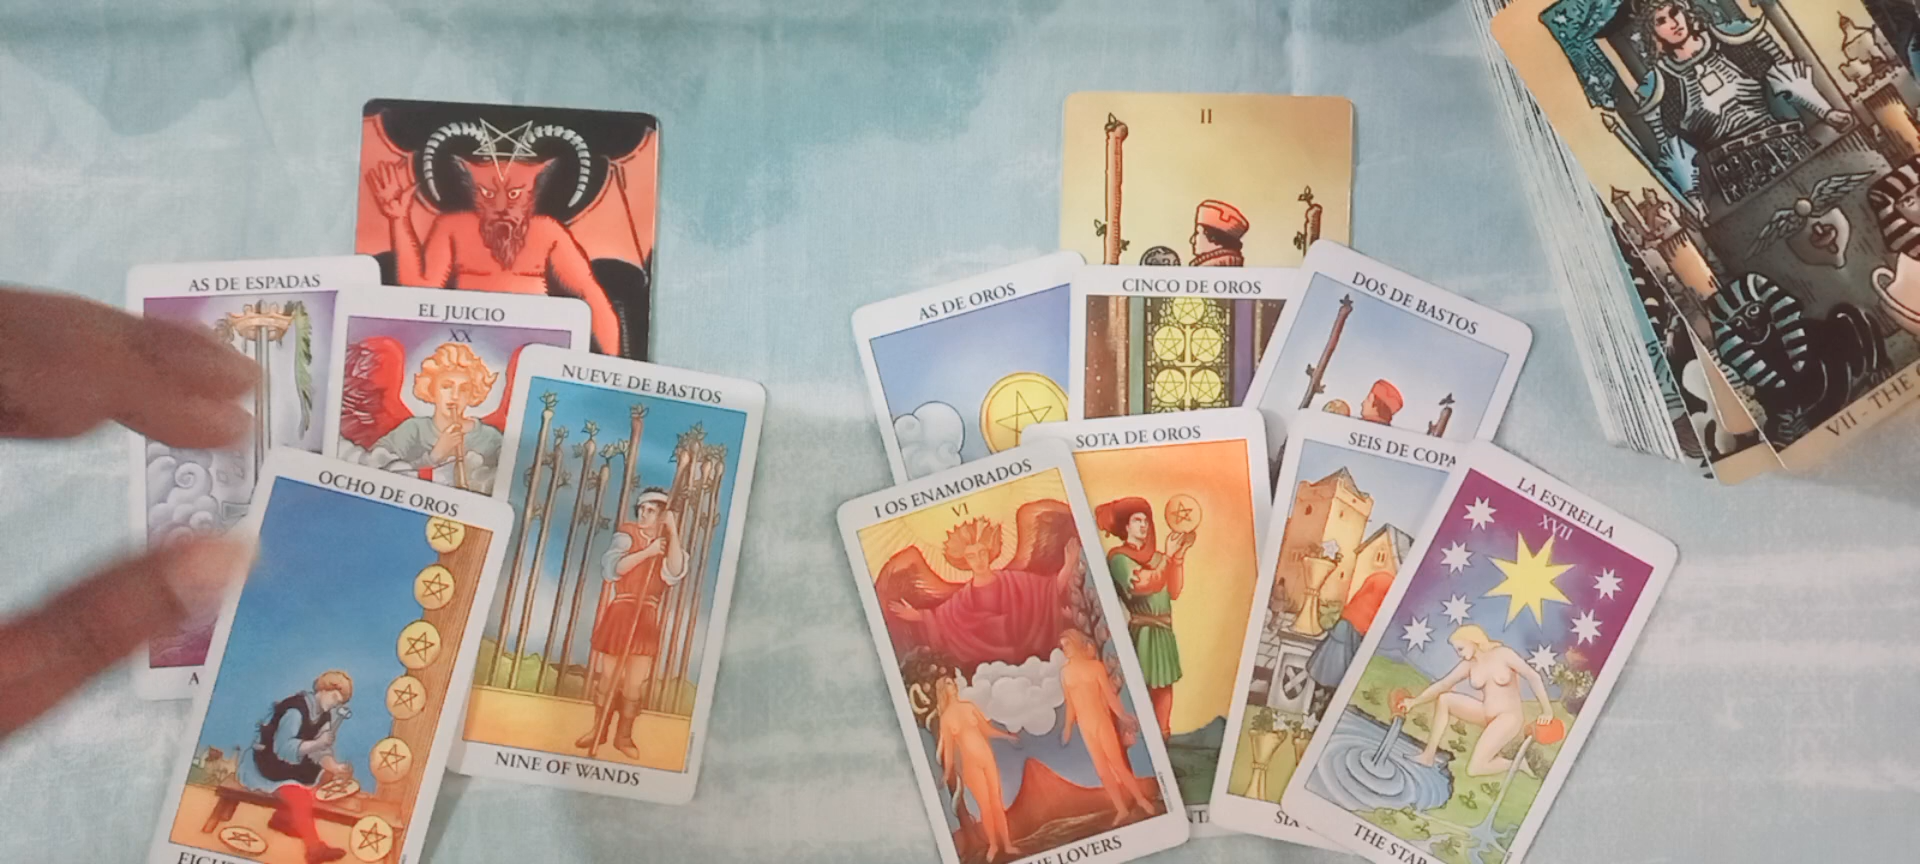 II
VII - THE
AS DE ESPADAS
EL JUICIO
XX
NUEVE DE BASTOS
NINE OF WANDS
OCHO DE OROS
AS DE OROS
CINCO DE OROS
DOS DE BASTOS
SOTA DE OROS
SEIS DE COPA
LOS ENAMORADOS
VI
THE LOVERS
LA ESTRELLA
XVII
THE STAR